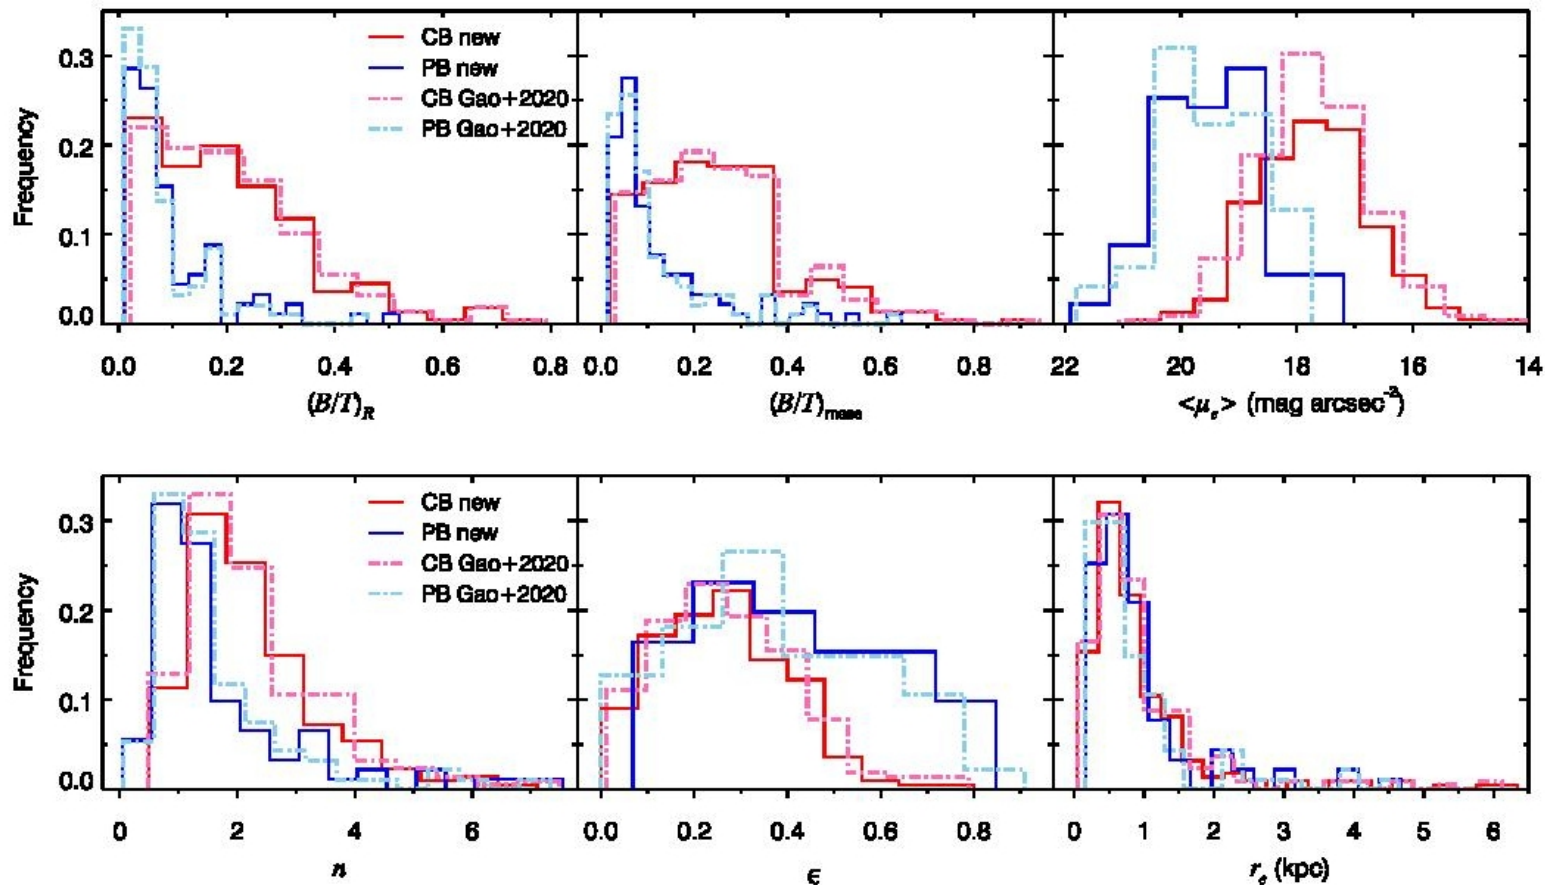 CB new
PB new
CB Gao+2020
PB Gao+2020
Frequency
0.3
0.2
0.1
0.0
0.0 0.2 0.4 0.6 0.8
(B/T)R
0.0 0.2 0.4 0.6 0.8
(B/T)mass
22 20 18 16 14
<μe> (mag arcsec-2)
CB new
PB new
CB Gao+2020
PB Gao+2020
Frequency
0.3
0.2
0.1
0.0
0 2 4 6
n
0.0 0.2 0.4 0.6 0.8
ϵ
0 1 2 3 4 5 6
re (kpc)